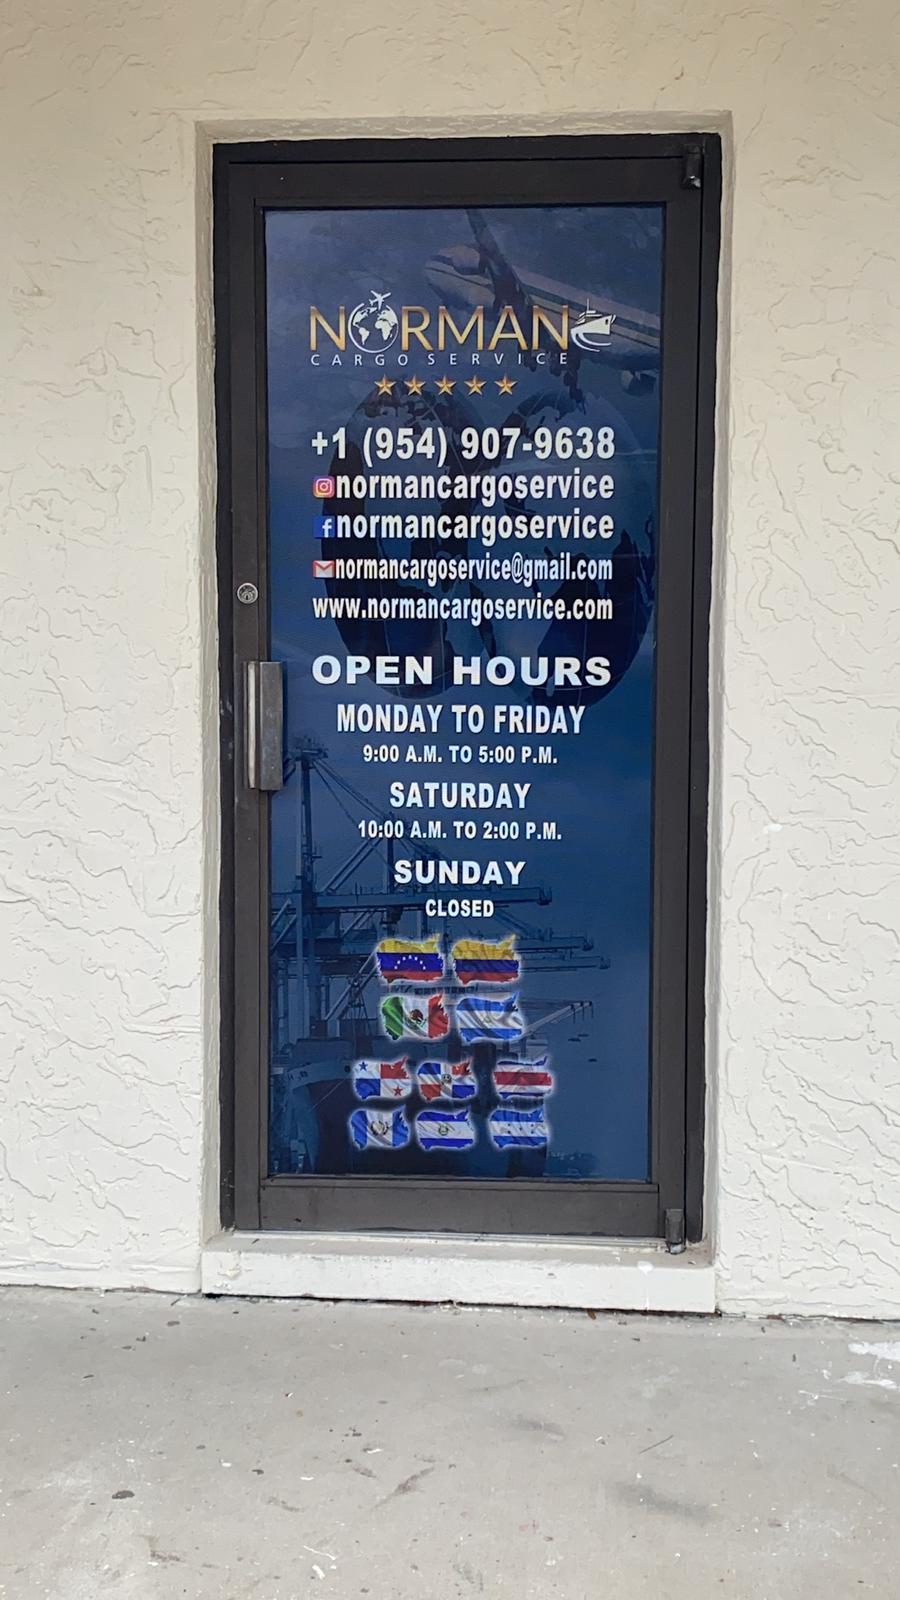 NORMAN
CARGO SERVICE
+1 (954) 907-9638
normancargoservice
normancargoservice
normancargoservice@gmail.com
www.normancargoservice.com
OPEN HOURS
MONDAY TO FRIDAY
9:00 A.M. TO 5:00 P.M.
SATURDAY
10:00 A.M. TO 2:00 P.M.
SUNDAY
CLOSED